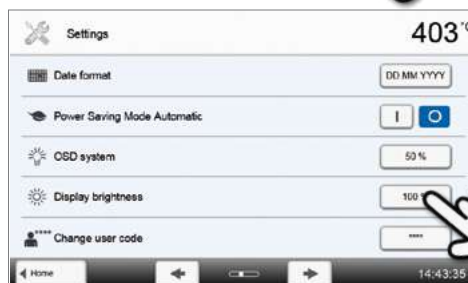 Settings
403 °C
Date format
DD MM YYYY
Power Saving Mode Automatic
I O
OSD system
50 %
Display brightness
100 %
**** Change user code
****
Home
14:43:35